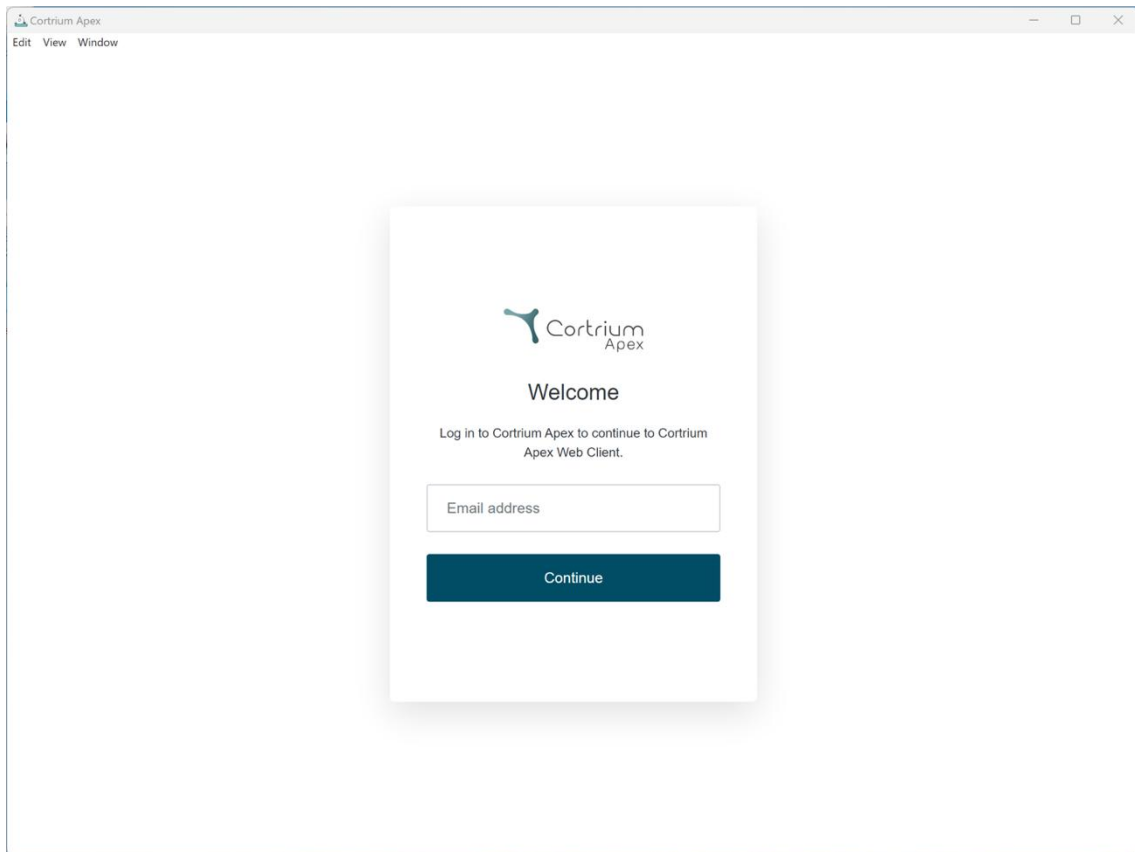 Cortrium Apex
Edit View Window
Cortrium
Apex
Welcome
Log in to Cortrium Apex to continue to Cortrium
Apex Web Client.
Email address
Continue